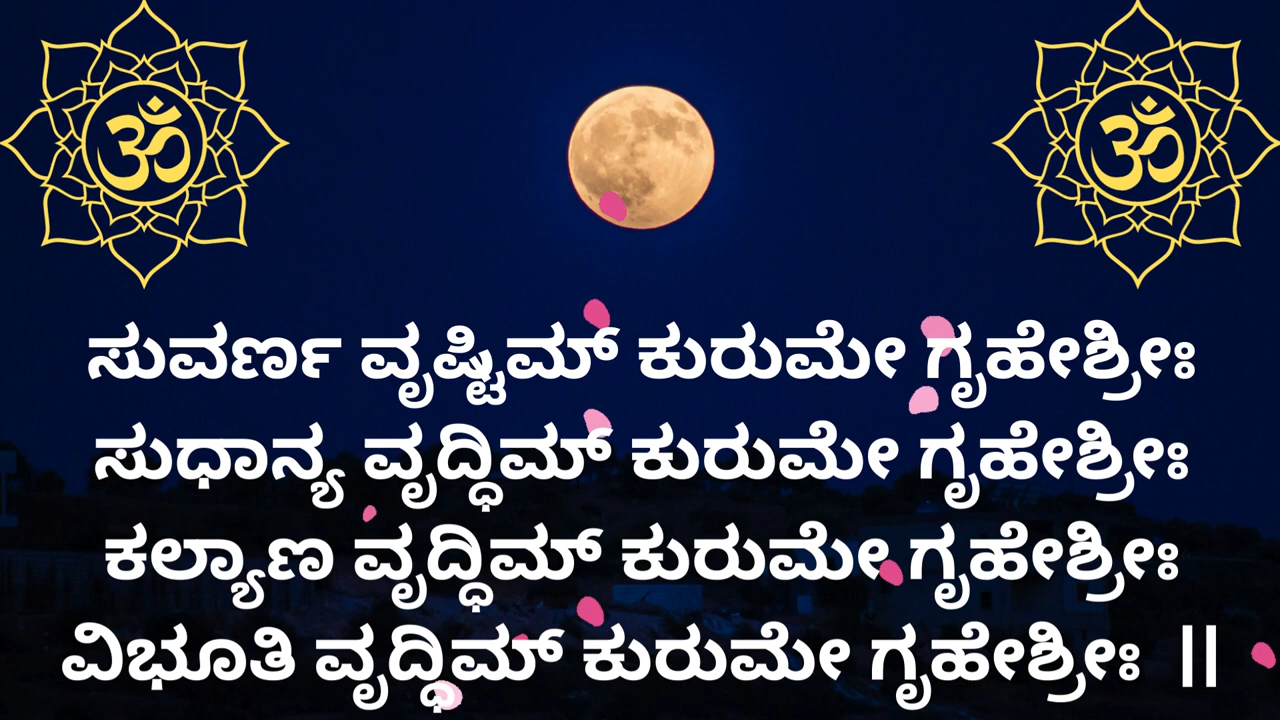 ॐ ॐ
ಸುವರ್ಣ ವೃಷ್ಟಿಮ್ ಕುರುಮೇ ಗೃಹೇಶ್ರೀಃ
ಸುಧಾನ್ಯ ವೃದ್ಧಿಮ್ ಕುರುಮೇ ಗೃಹೇಶ್ರೀಃ
ಕಲ್ಯಾಣ ವೃದ್ಧಿಮ್ ಕುರುಮೇ ಗೃಹೇಶ್ರೀಃ
ವಿಭೂತಿ ವೃದ್ಧಿಮ್ ಕುರುಮೇ ಗೃಹೇಶ್ರೀಃ ||